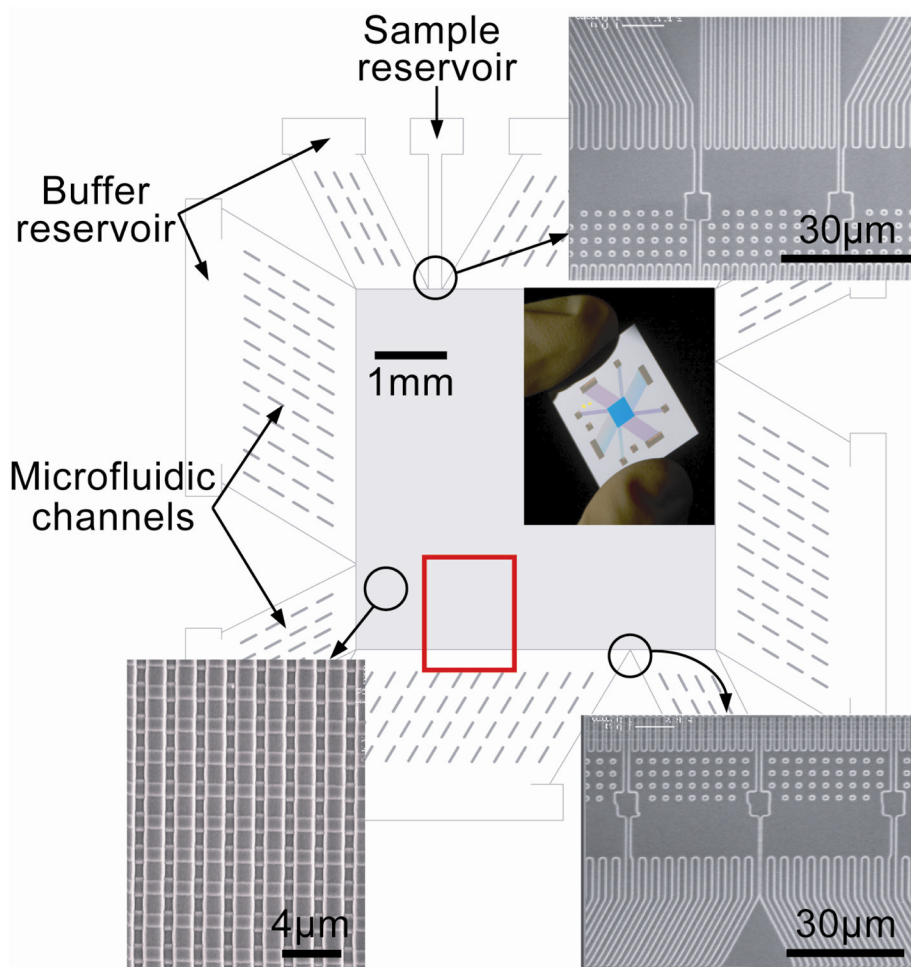 Sample
reservoir
Buffer
reservoir
30µm
1mm
Microfluidic
channels
4µm
30µm